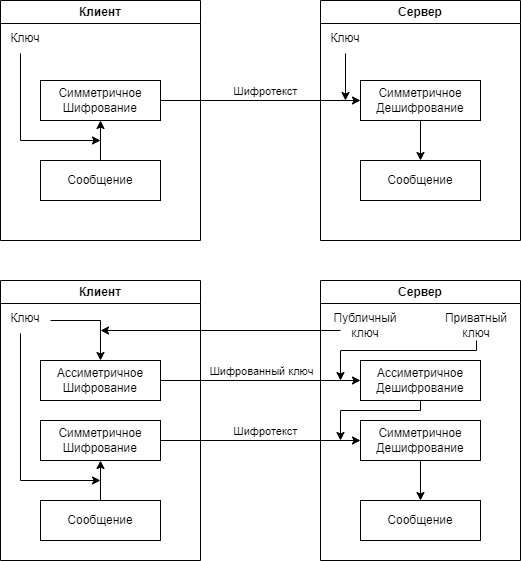 Клиент
Сервер
Ключ
Ключ
Симметричное
Шифрование
Шифротекст
Симметричное
Дешифрование
Сообщение
Сообщение
Клиент
Сервер
Ключ
Публичный
ключ
Приватный
ключ
Ассиметричное
Шифрование
Шифрованный ключ
Ассиметричное
Дешифрование
Симметричное
Шифрование
Шифротекст
Симметричное
Дешифрование
Сообщение
Сообщение